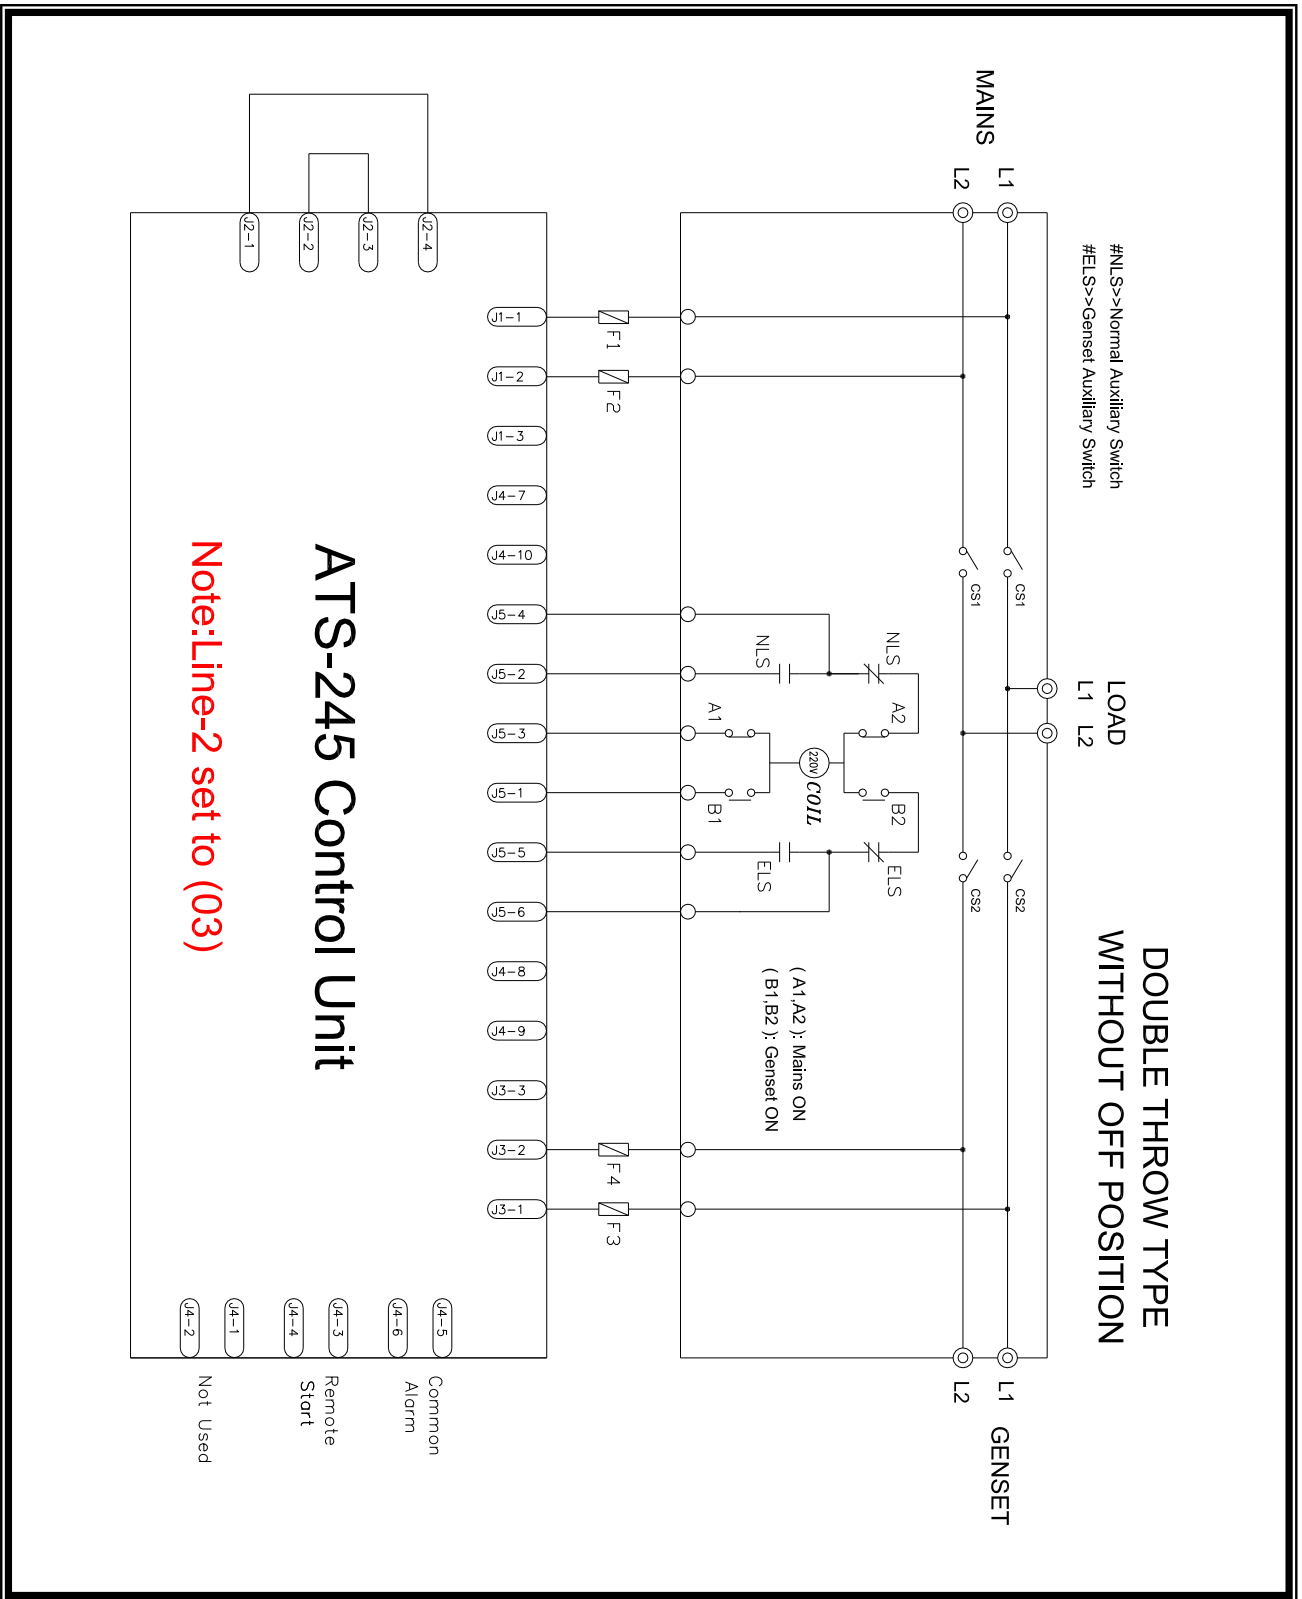 DOUBLE THROW TYPE
WITHOUT OFF POSITION
#NLS>>Normal Auxiliary Switch
#ELS>>Genset Auxiliary Switch
LOAD
L1 L2
MAINS
L1
L2
CS1
CS1
CS2
CS2
L1
L2
GENSET
NLS
A2
B2
ELS
220V
COIL
NLS
A1
B1
ELS
( A1,A2 ): Mains ON
( B1,B2 ): Genset ON
F1
F2
F4
F3
J1-1
J1-2
J1-3
J4-7
J4-10
J5-4
J5-2
J5-3
J5-1
J5-5
J5-6
J4-8
J4-9
J3-3
J3-2
J3-1
J2-4
J2-3
J2-2
J2-1
ATS-245 Control Unit
Note:Line-2 set to (03)
J4-5
J4-6
J4-3
J4-4
J4-1
J4-2
Common
Alarm
Remote
Start
Not Used